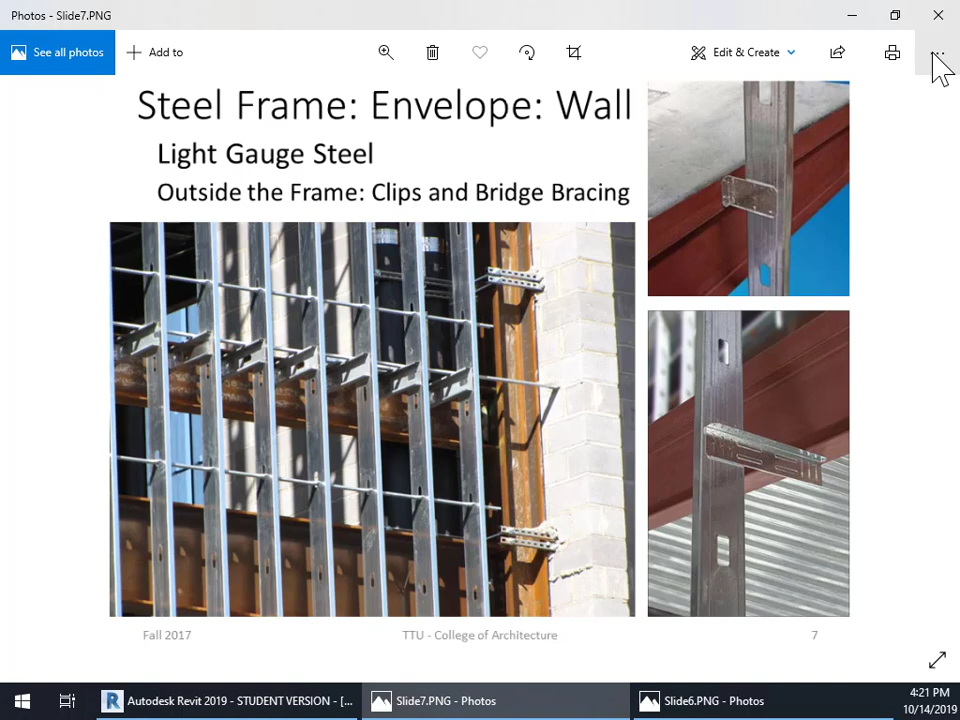 Photos - Slide7.PNG
See all photos
Add to
Edit & Create
Steel Frame: Envelope: Wall
Light Gauge Steel
Outside the Frame: Clips and Bridge Bracing
Fall 2017
TTU - College of Architecture
7
Autodesk Revit 2019 - STUDENT VERSION - [...
Slide7.PNG - Photos
Slide6.PNG - Photos
4:21 PM
10/14/2019